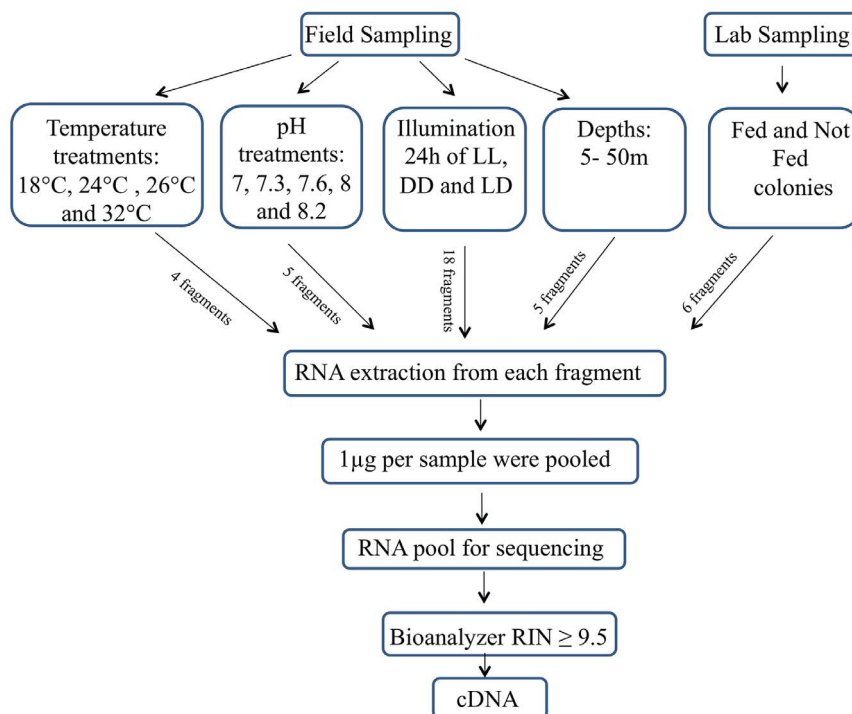 Field Sampling
Lab Sampling
Temperature
treatments:
18°C, 24°C , 26°C
and 32°C
pH
treatments:
7, 7.3, 7.6, 8
and 8.2
Illumination
24h of LL,
DD and LD
Depths:
5- 50m
Fed and Not
Fed
colonies
4 fragments
5 fragments
18 fragments
5 fragments
6 fragments
RNA extraction from each fragment
1µg per sample were pooled
RNA pool for sequencing
Bioanalyzer RIN ≥ 9.5
cDNA